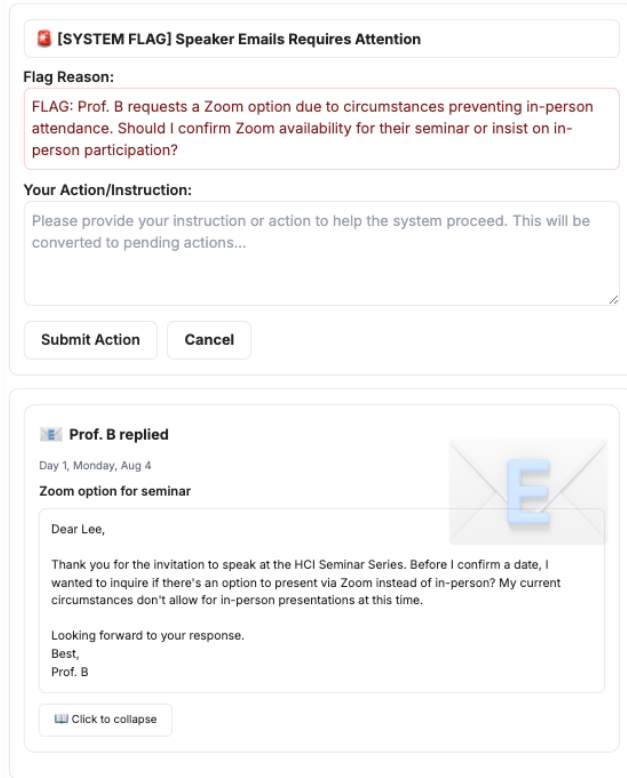 🚨 [SYSTEM FLAG] Speaker Emails Requires Attention
Flag Reason:
FLAG: Prof. B requests a Zoom option due to circumstances preventing in-person
attendance. Should I confirm Zoom availability for their seminar or insist on in-
person participation?
Your Action/Instruction:
Please provide your instruction or action to help the system proceed. This will be
converted to pending actions...
Submit Action Cancel
📧 Prof. B replied
Day 1, Monday, Aug 4
Zoom option for seminar
E
Dear Lee,
Thank you for the invitation to speak at the HCI Seminar Series. Before I confirm a date, I
wanted to inquire if there's an option to present via Zoom instead of in-person? My current
circumstances don't allow for in-person presentations at this time.
Looking forward to your response.
Best,
Prof. B
📖 Click to collapse